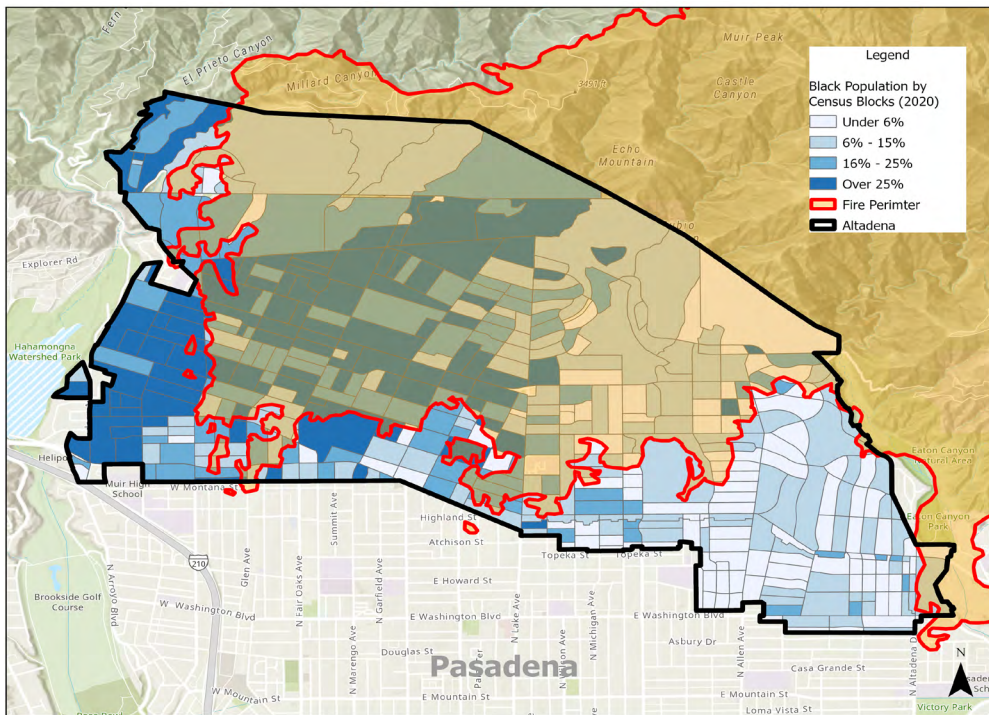 Fern
El Prieto Canyon
Millard Canyon
3491 ft
Muir Peak
Castle
Canyon
Echo
Mountain
Legend
Black Population by
Census Blocks (2020)
Under 6%
6% - 15%
16% - 25%
Over 25%
Fire Perimter
Altadena
Explorer Rd
Hahamongna
Watershed Park
Helipo
Muir High
School
W Montana St
210
Eaton Canyon
Natural Area
Eaton Canyon
Park
Highland St
Atchison St
Topeka St
Topeka St
E Howard St
E Washington Blvd
E Washington Blvd
W Washington Blvd
Asbury Dr
Brookside Golf
Course
N Arroyo Blvd
Glen Ave
Summit Ave
N Fair Oaks Ave
N Marengo Ave
N Garfield Ave
N Lake Ave
N Michigan Ave
N Allen Ave
N Altadena D
Douglas St
Pasadena
Casa Grande St
W Mountain St
E Mountain St
E Mountain St
Loma Vista St
Victory Park
N